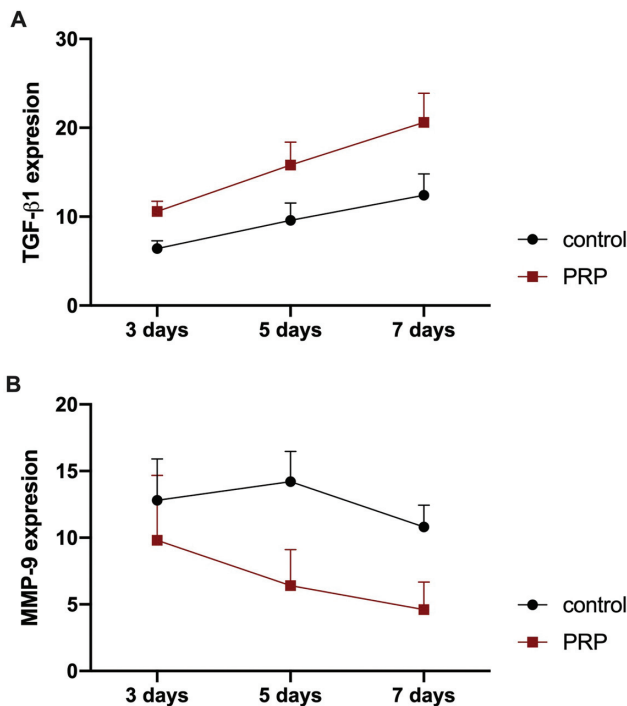 A
30
20
10
0
TGF-β1 expresion
3 days 5 days 7 days
control
PRP
B
20
15
10
5
0
MMP-9 expresion
3 days 5 days 7 days
control
PRP